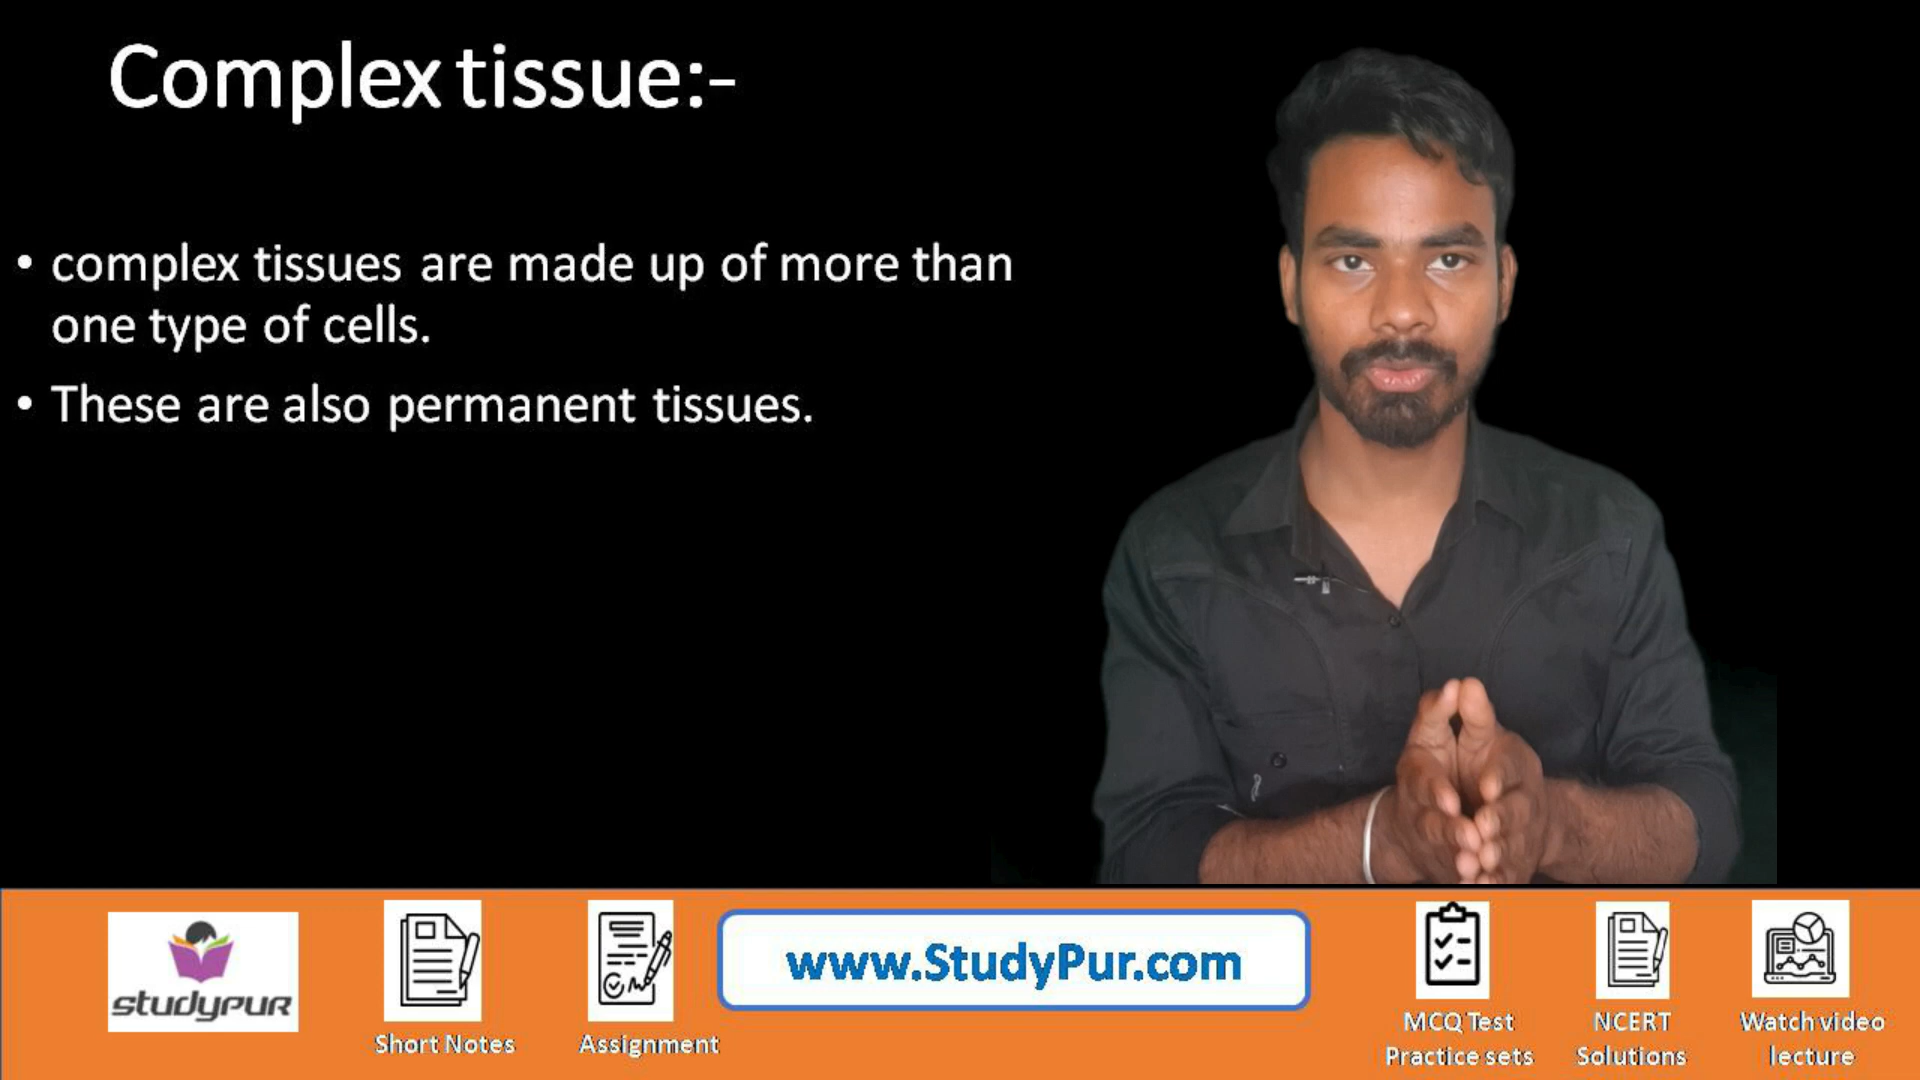 Complex tissue:-
• complex tissues are made up of more than
one type of cells.
• These are also permanent tissues.
studypur
Short Notes
Assignment
www.StudyPur.com
MCQ Test
Practice sets
NCERT
Solutions
Watch video
lecture